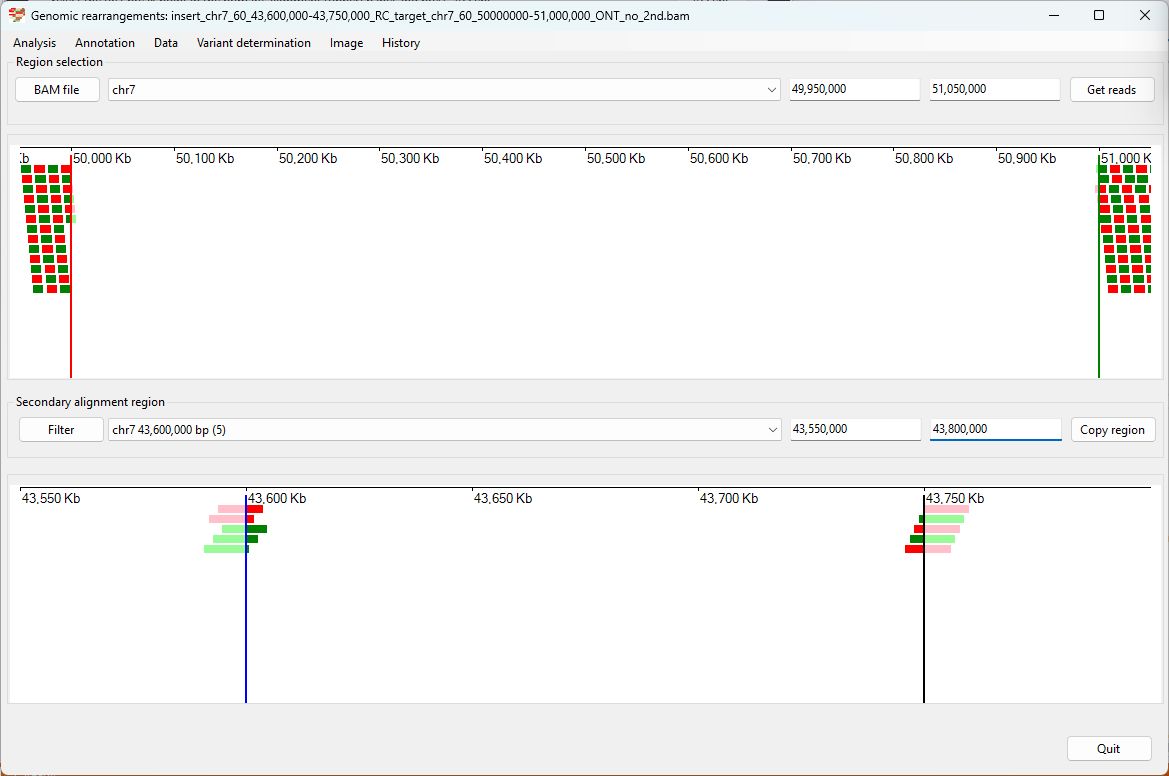 Genomic rearrangements: insert_chr7_60_43,600,000-43,750,000_RC_target_chr7_60_50000000-51,000,000_ONT_no_2nd.bam
Analysis Annotation Data Variant determination Image History
Region selection
BAM file chr7 49,950,000 51,050,000 Get reads
50,000 Kb 50,100 Kb 50,200 Kb 50,300 Kb 50,400 Kb 50,500 Kb 50,600 Kb 50,700 Kb 50,800 Kb 50,900 Kb 51,000 K
Secondary alignment region
Filter chr7 43,600,000 bp (5) 43,550,000 43,800,000 Copy region
43,550 Kb 43,600 Kb 43,650 Kb 43,700 Kb 43,750 Kb
Quit